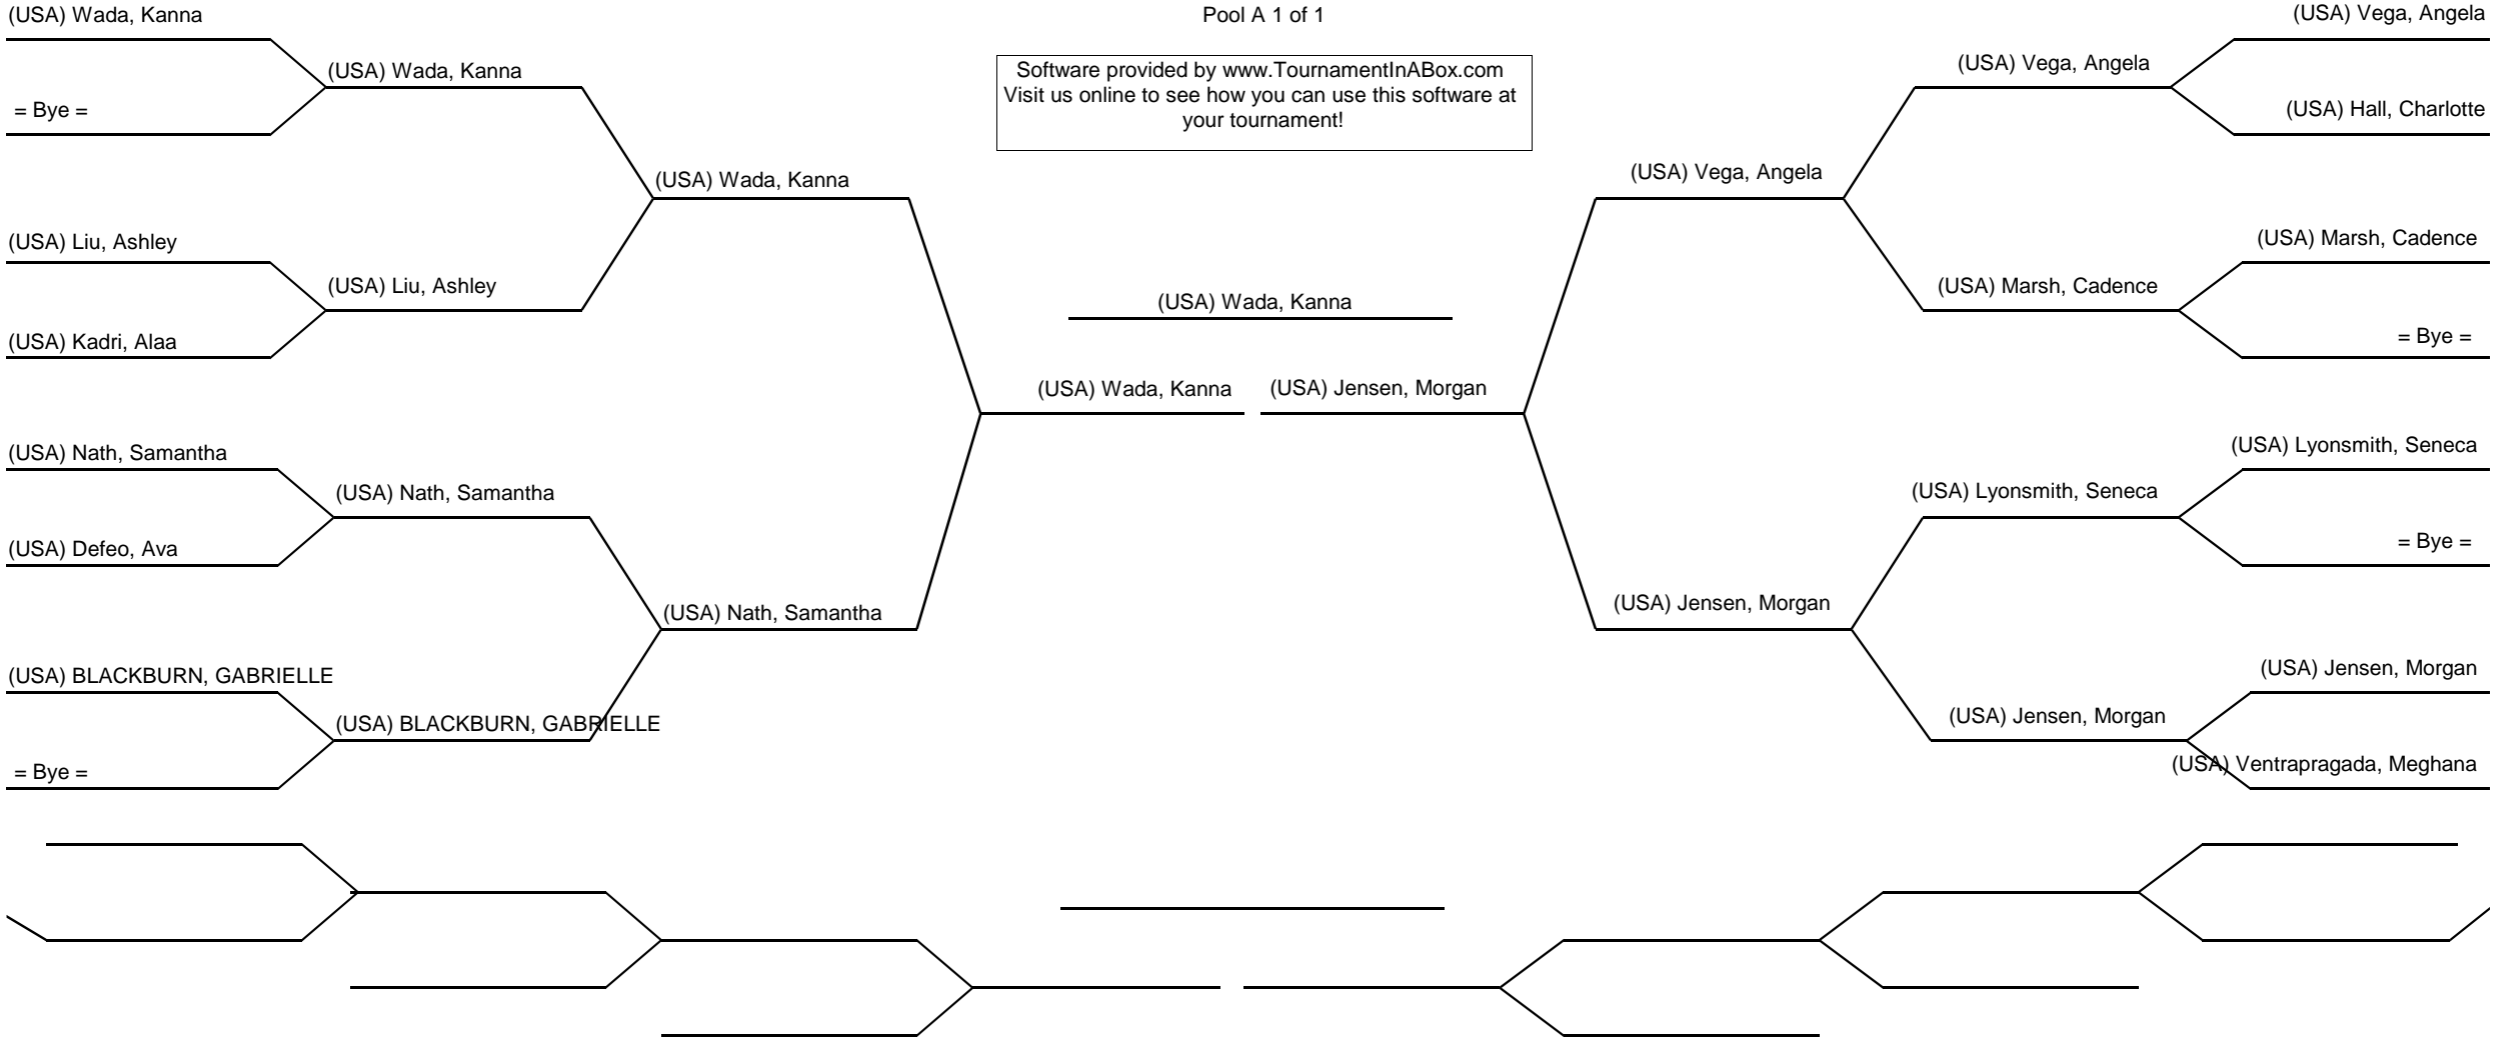 (USA) Wada, Kanna
Pool A 1 of 1
(USA) Vega, Angela
(USA) Wada, Kanna
Software provided by www.TournamentInABox.com
Visit us online to see how you can use this software at
your tournament!
(USA) Vega, Angela
= Bye =
(USA) Hall, Charlotte
(USA) Wada, Kanna
(USA) Vega, Angela
(USA) Liu, Ashley
(USA) Marsh, Cadence
(USA) Liu, Ashley
(USA) Wada, Kanna
(USA) Marsh, Cadence
(USA) Kadri, Alaa
= Bye =
(USA) Wada, Kanna
(USA) Jensen, Morgan
(USA) Nath, Samantha
(USA) Lyonsmith, Seneca
(USA) Nath, Samantha
(USA) Lyonsmith, Seneca
(USA) Defeo, Ava
= Bye =
(USA) Nath, Samantha
(USA) Jensen, Morgan
(USA) BLACKBURN, GABRIELLE
(USA) Jensen, Morgan
(USA) BLACKBURN, GABRIELLE
(USA) Jensen, Morgan
= Bye =
(USA) Ventrapragada, Meghana